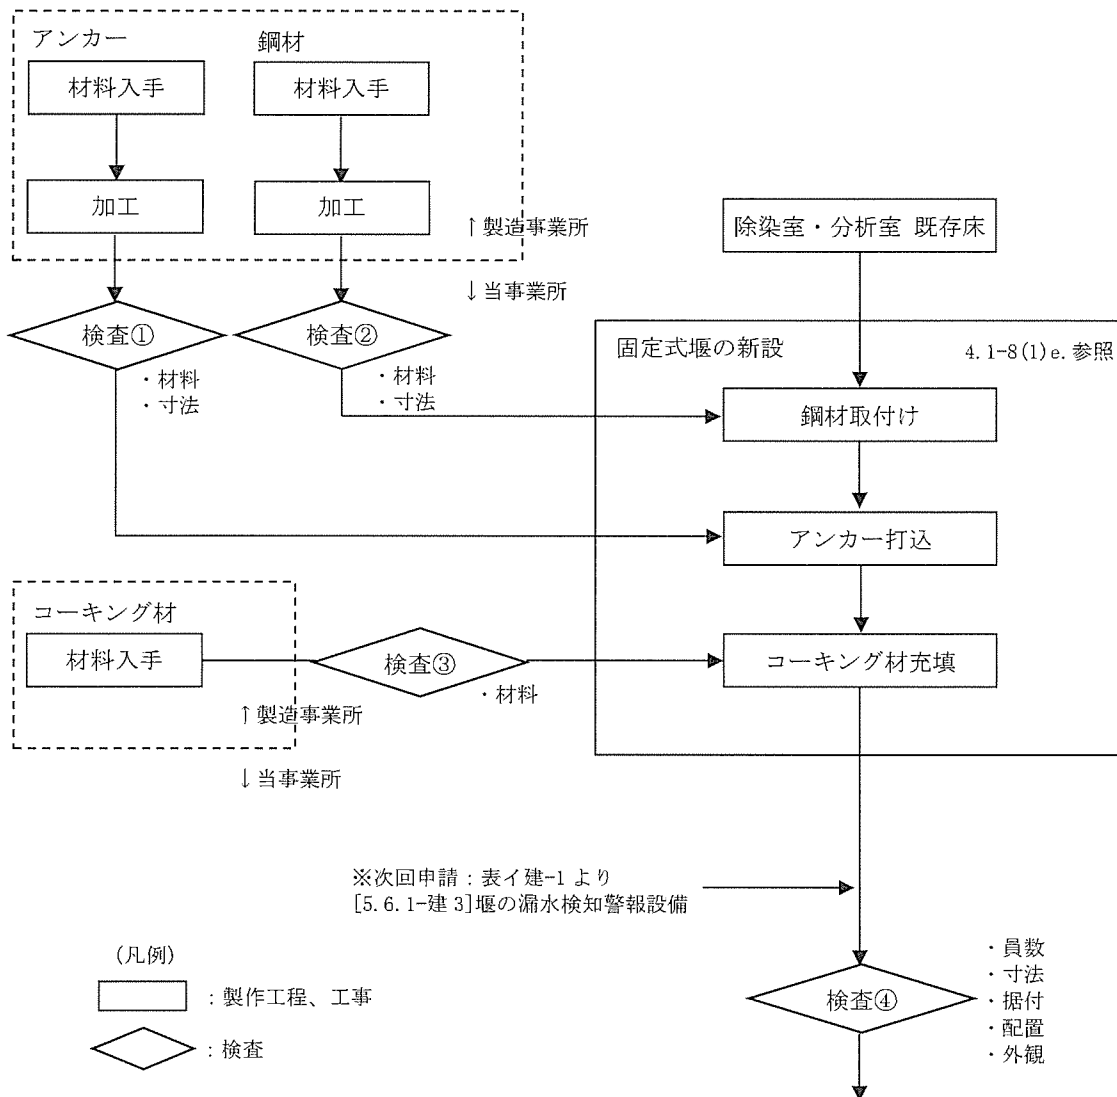 アンカー
鋼材
材料入手
材料入手
加工
加工
↑製造事業所
↓当事業所
除染室・分析室 既存床
検査①
・材料
・寸法
検査②
・材料
・寸法
固定式堰の新設
4.1-8(1)e.参照
鋼材取付け
アンカー打込
コーキング材
材料入手
検査③
・材料
コーキング材充填
↑製造事業所
↓当事業所
※次回申請：表イ建-1 より
[5.6.1-建 3]堰の漏水検知警報設備
検査④
・員数
・寸法
・据付
・配置
・外観
(凡例)
：製作工程、工事
：検査